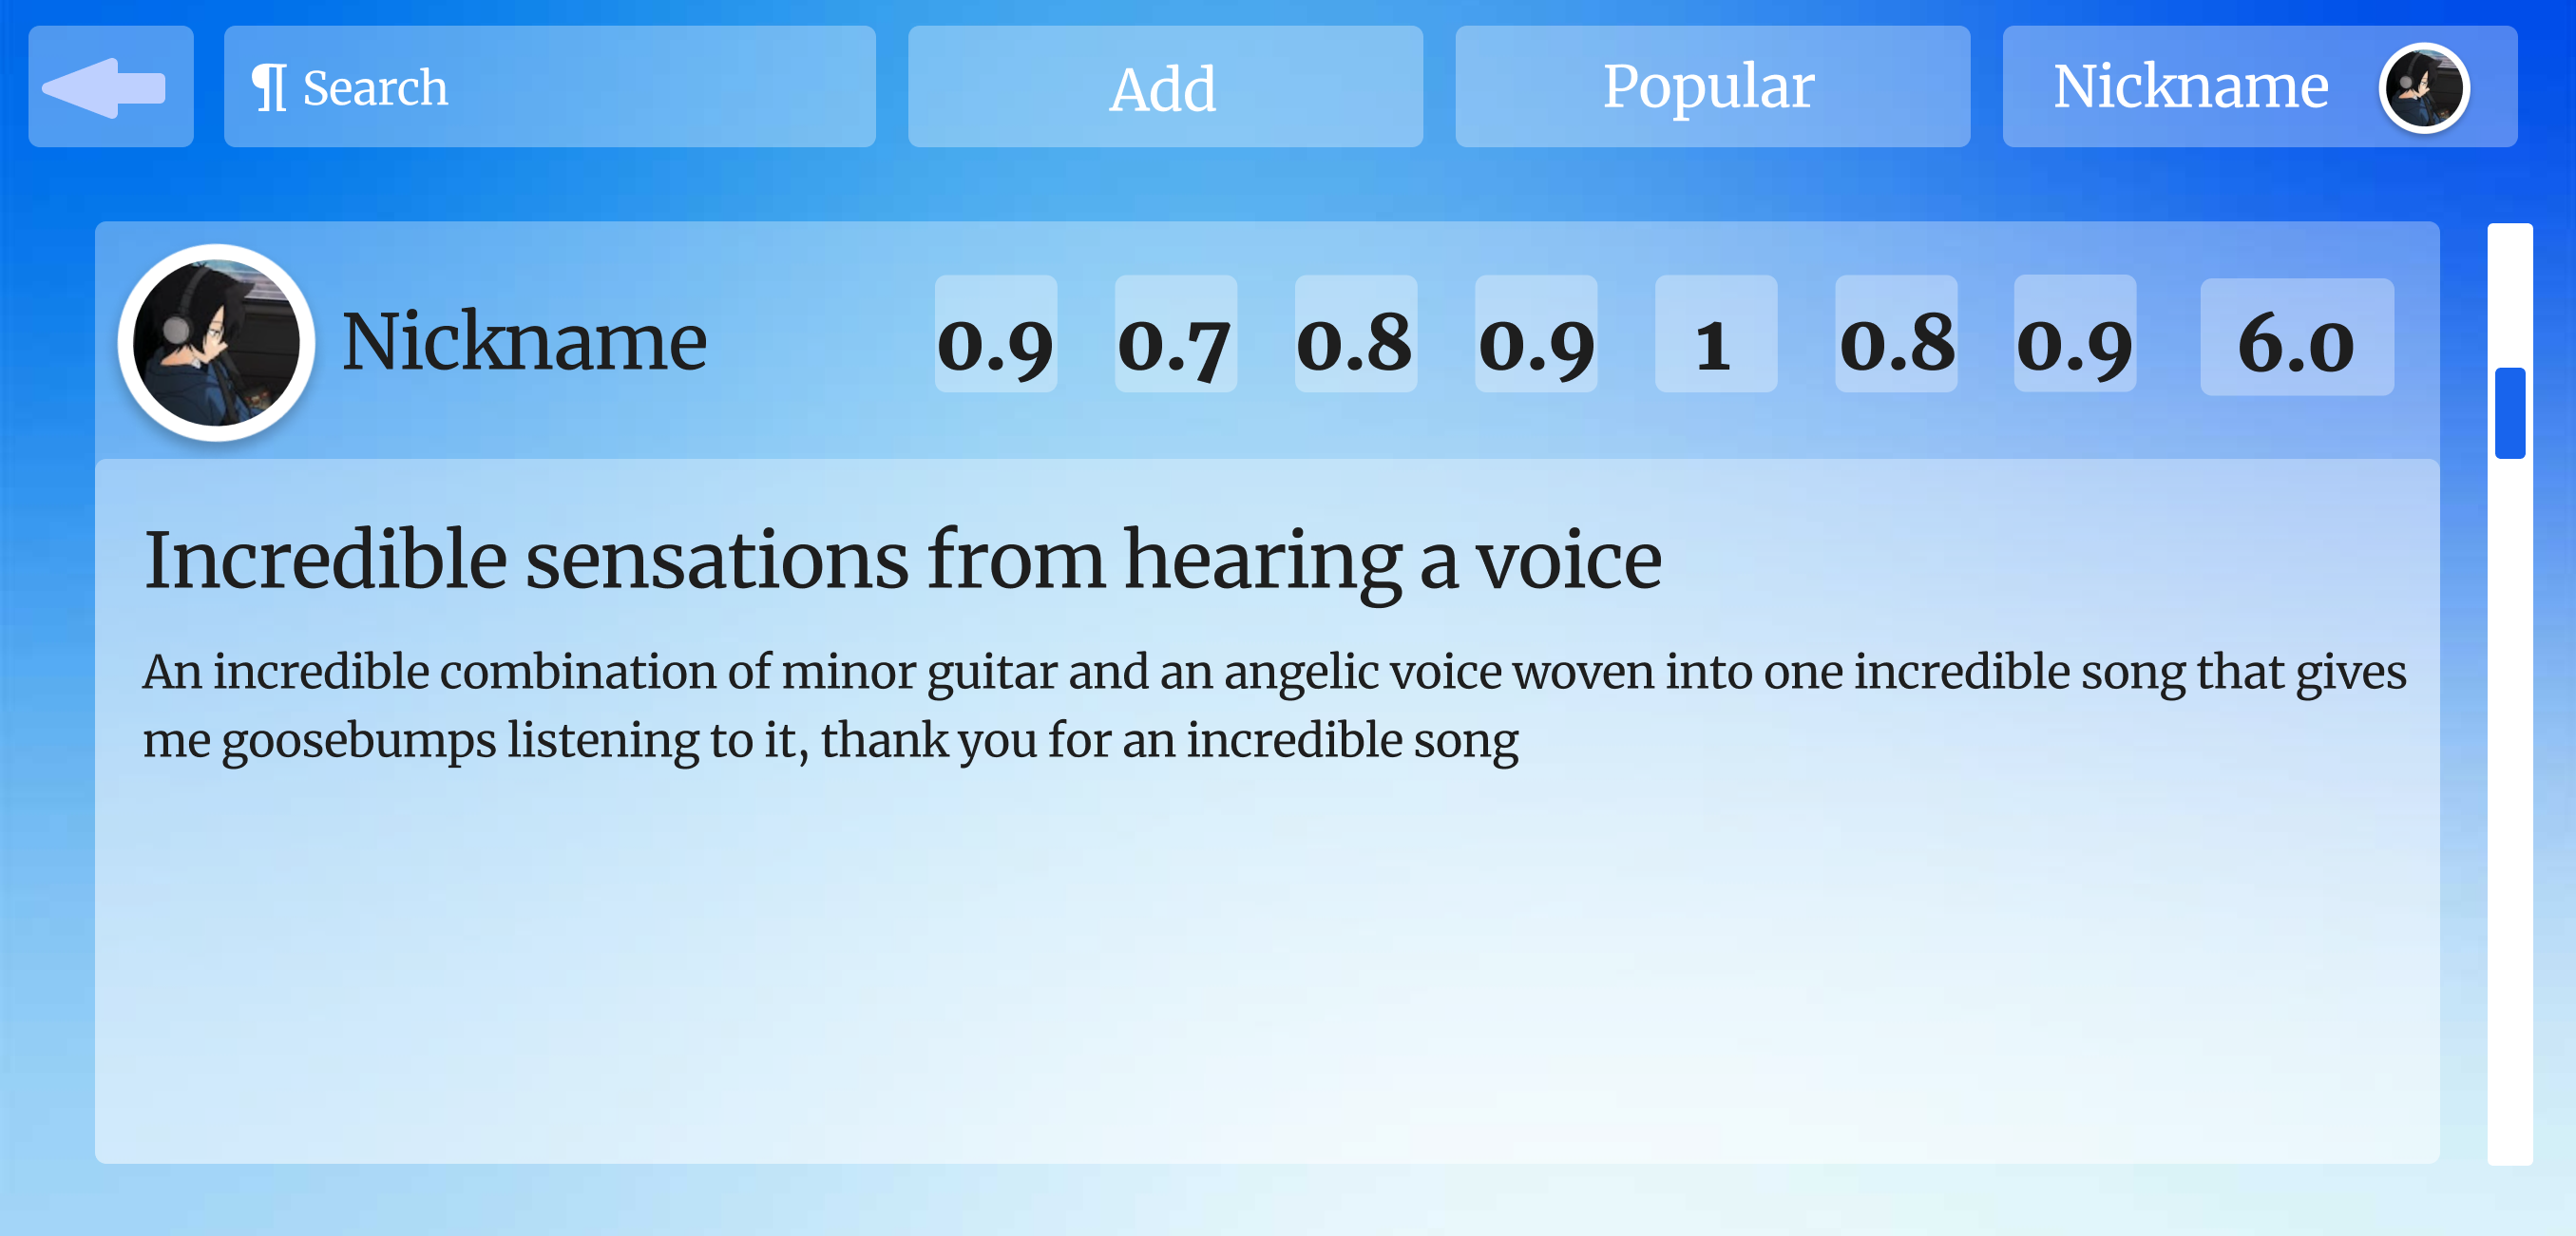 ¶ Search Add Popular Nickname
Nickname 0.9 0.7 0.8 0.9 1 0.8 0.9 6.0
Incredible sensations from hearing a voice
An incredible combination of minor guitar and an angelic voice woven into one incredible song that gives
me goosebumps listening to it, thank you for an incredible song